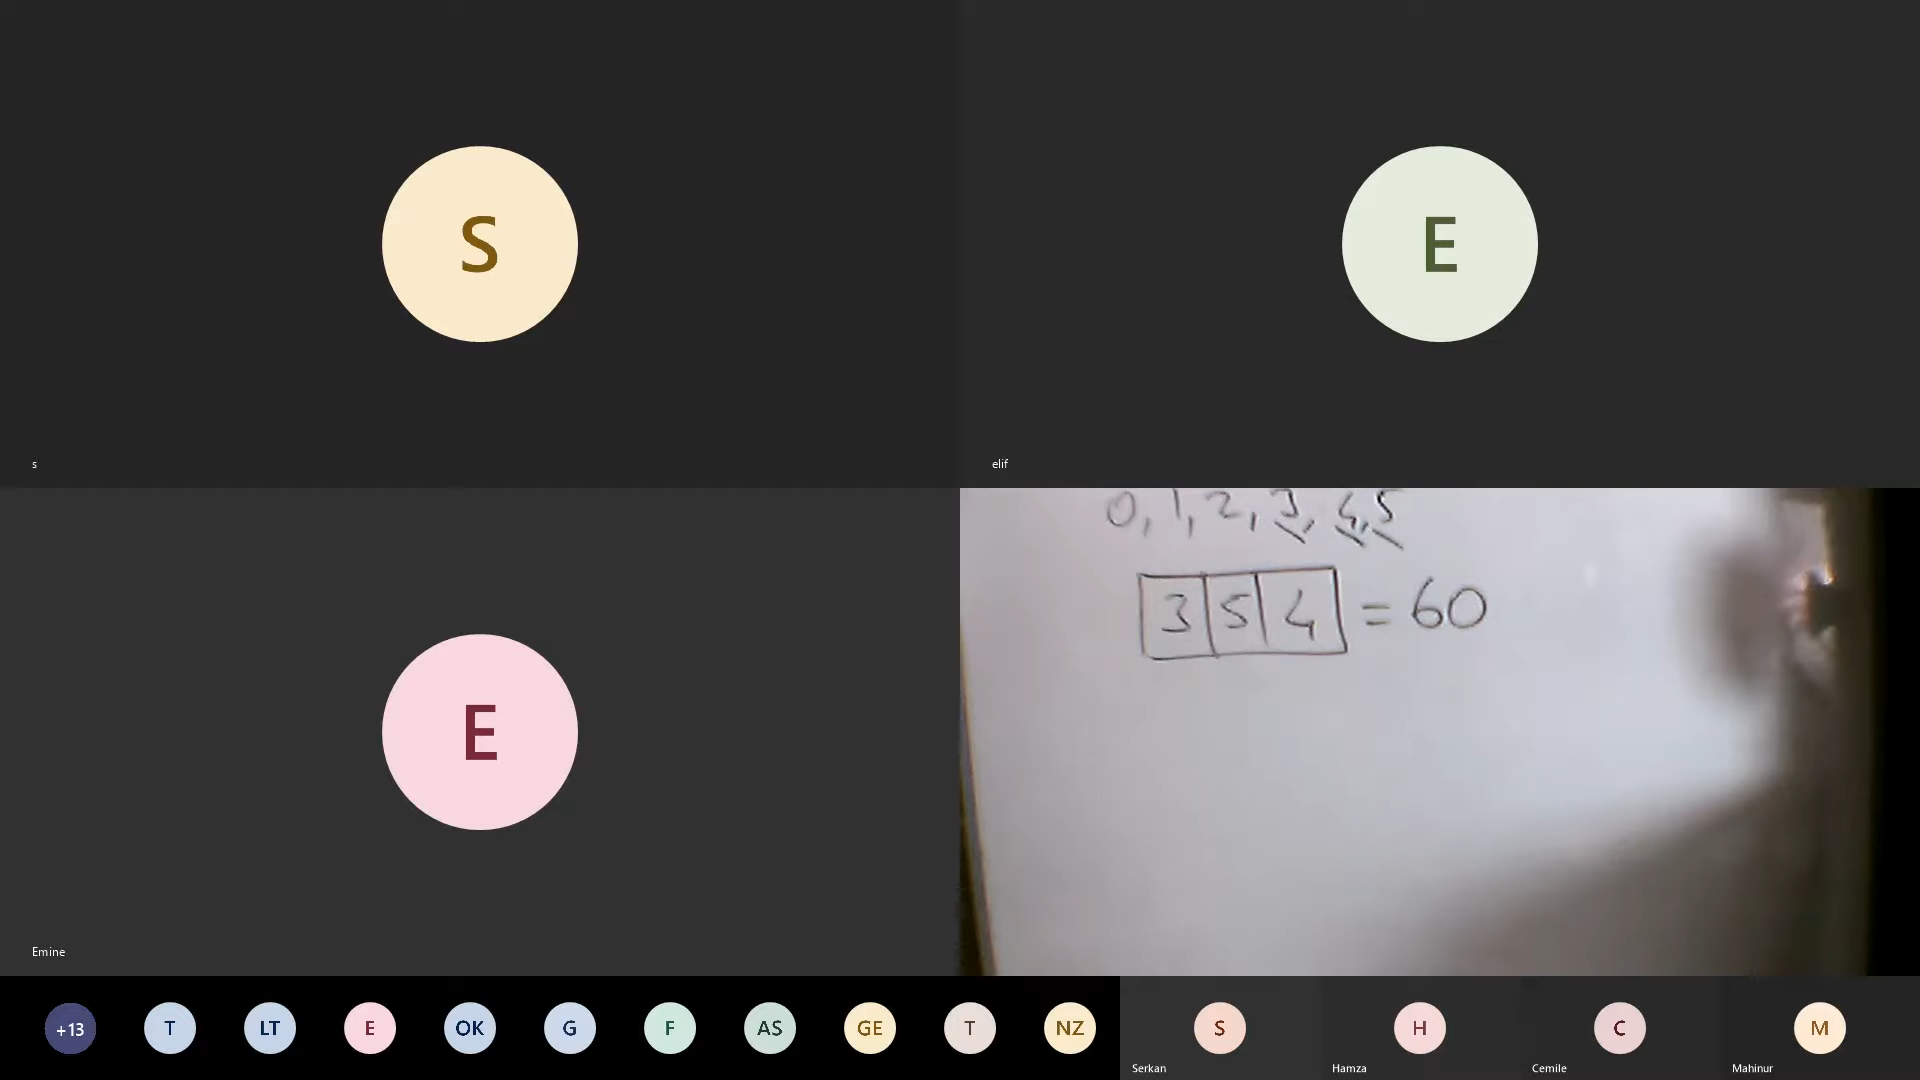 S
s
E
elif
E
Emine
0, 1, 2, 3, 4, 5
3 5 4 = 60
+13
T
LT
E
OK
G
F
AS
GE
T
NZ
S
Serkan
H
Hamza
C
Cemile
M
Mahinur